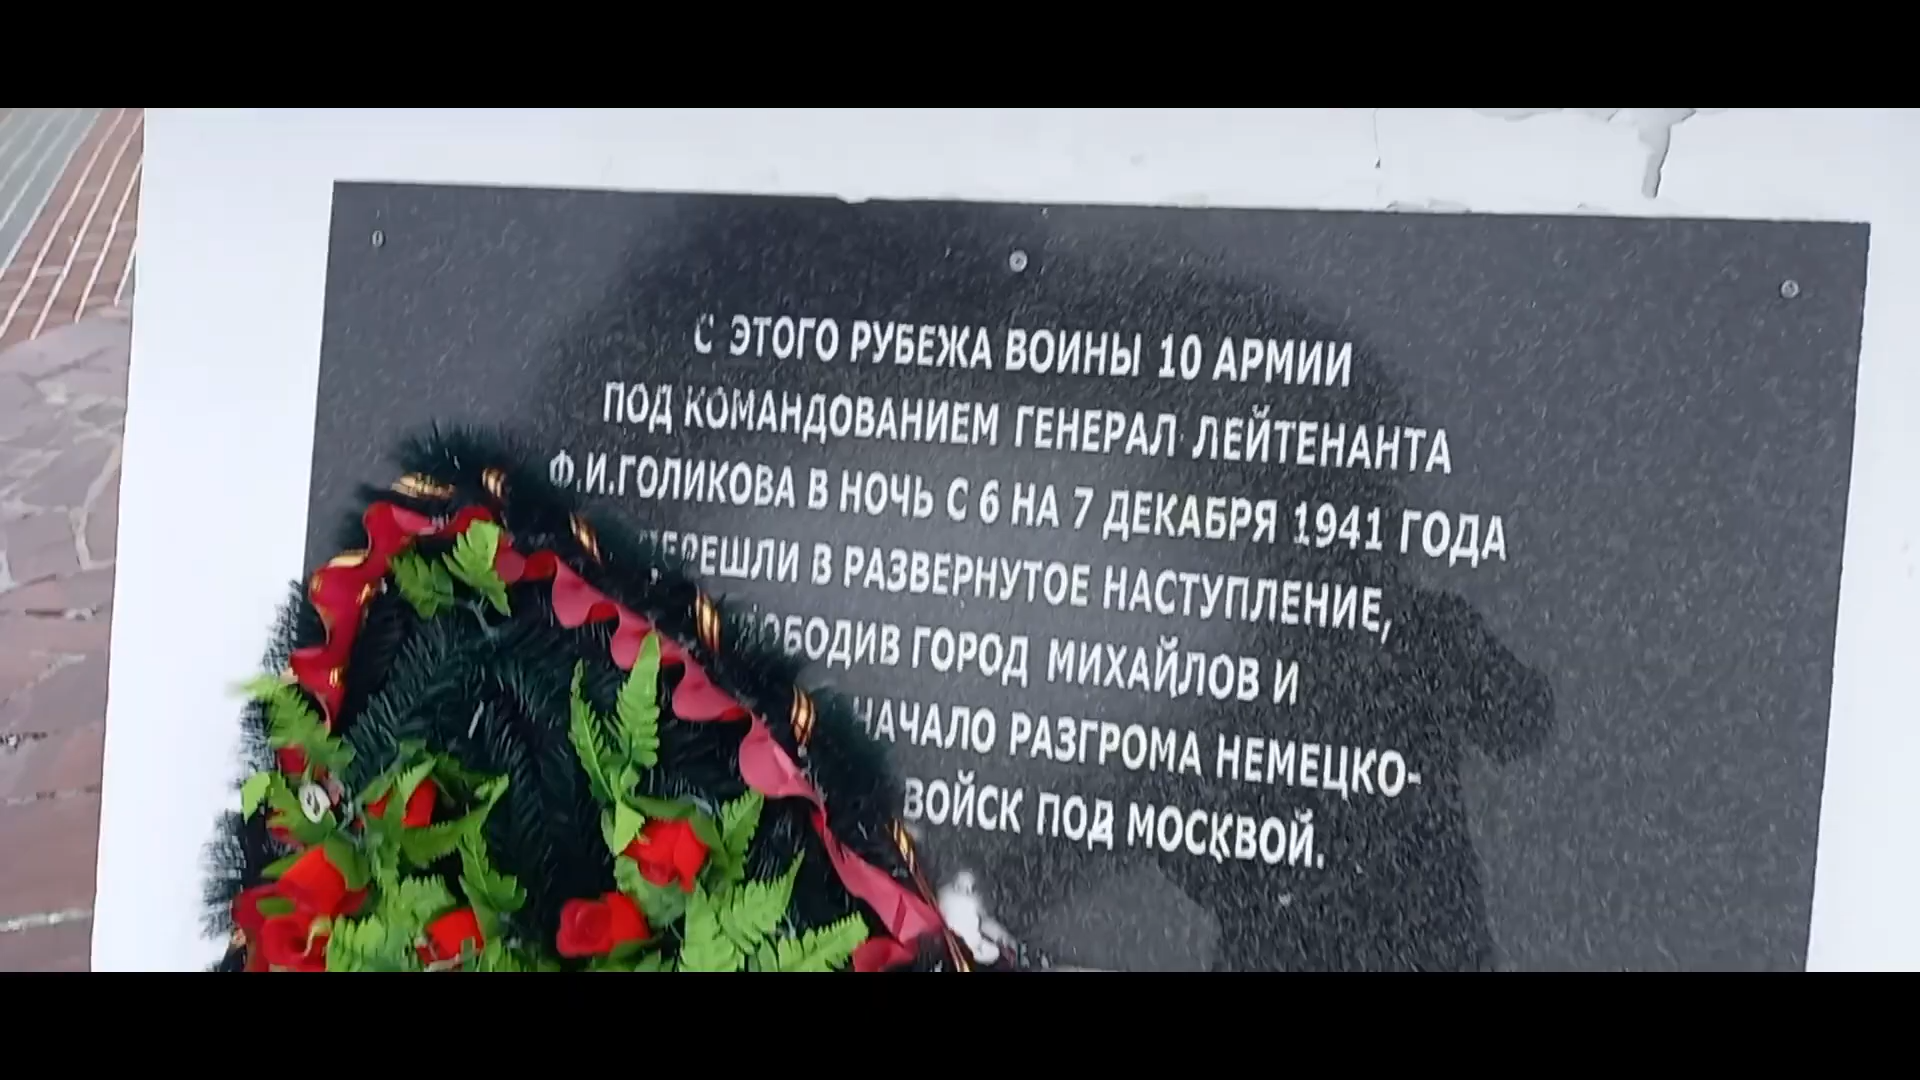 С ЭТОГО РУБЕЖА ВОИНЫ 10 АРМИИ
ПОД КОМАНДОВАНИЕМ ГЕНЕРАЛ ЛЕЙТЕНАНТА
Ф.И.ГОЛИКОВА В НОЧЬ С 6 НА 7 ДЕКАБРЯ 1941 ГОДА
ПЕРЕШЛИ В РАЗВЕРНУТОЕ НАСТУПЛЕНИЕ,
ГОРОД МИХАЙЛОВ И
НАЧАЛО РАЗГРОМА НЕМЕЦКО-
ВОЙСК ПОД МОСКВОЙ.